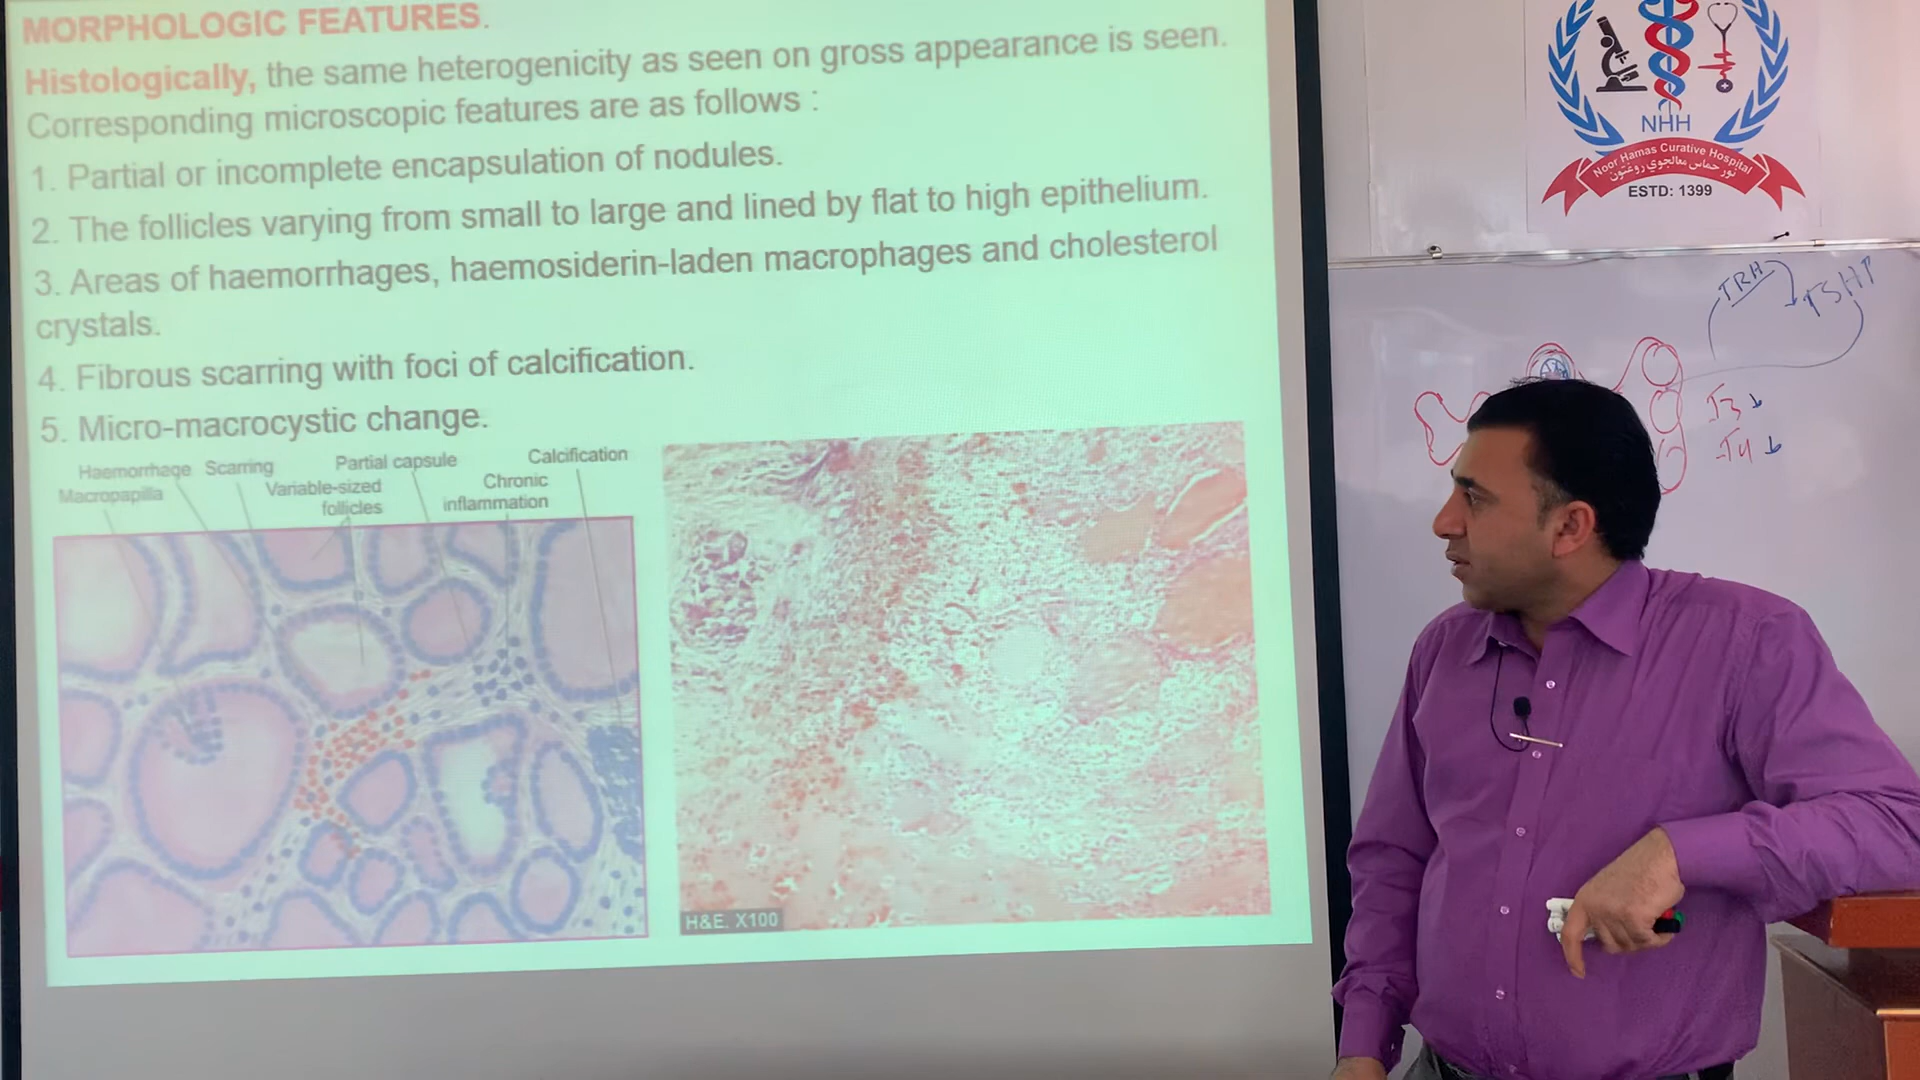 MORPHOLOGIC FEATURES.
Histologically, the same heterogenicity as seen on gross appearance is seen.
Corresponding microscopic features are as follows :
1. Partial or incomplete encapsulation of nodules.
2. The follicles varying from small to large and lined by flat to high epithelium.
3. Areas of haemorrhages, haemosiderin-laden macrophages and cholesterol
crystals.
4. Fibrous scarring with foci of calcification.
5. Micro-macrocystic change.
Haemorrhage Scarring Partial capsule Calcification
Macropapilla Variable-sized
follicles
Chronic
inflammation
H&E. X100
NHH
Noor Hamas Curative Hospital
نور حماس معالجوي روغتون
ESTD: 1399
TRH
TSH↑
T3 ↓
T4 ↓